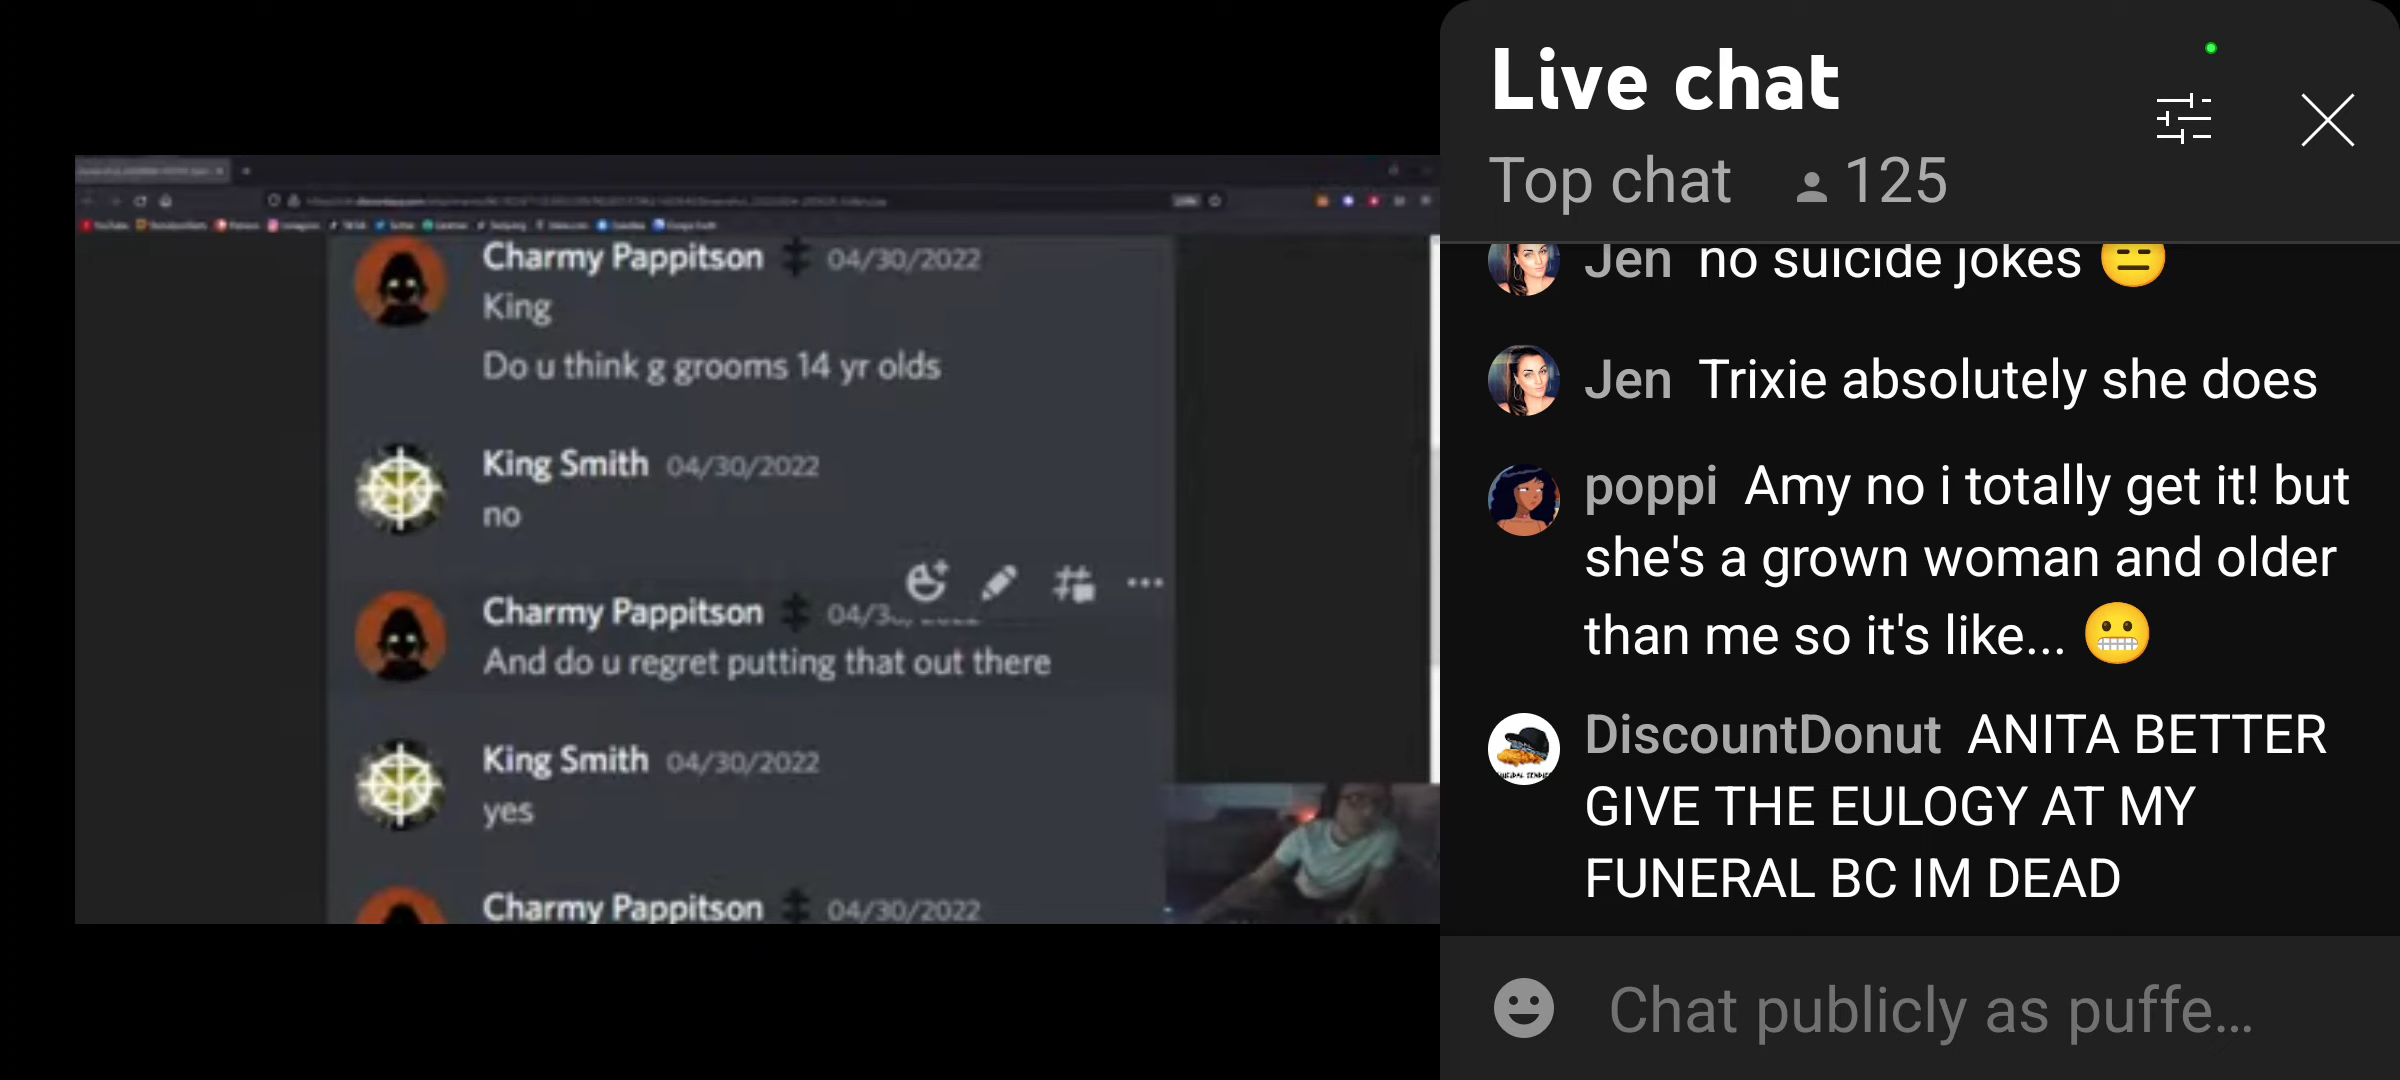 Charmy Pappitson 04/30/2022
King
Do u think g grooms 14 yr olds
King Smith 04/30/2022
no
Charmy Pappitson
And do u regret putting that out there
King Smith 04/30/2022
yes
Charmy Pappitson 04/30/2022
Live chat
Top chat 125
Jen no suicide jokes 😑
Jen Trixie absolutely she does
poppi Amy no i totally get it! but
she's a grown woman and older
than me so it's like... 😬
DiscountDonut ANITA BETTER
GIVE THE EULOGY AT MY
FUNERAL BC IM DEAD
Chat publicly as puffe...